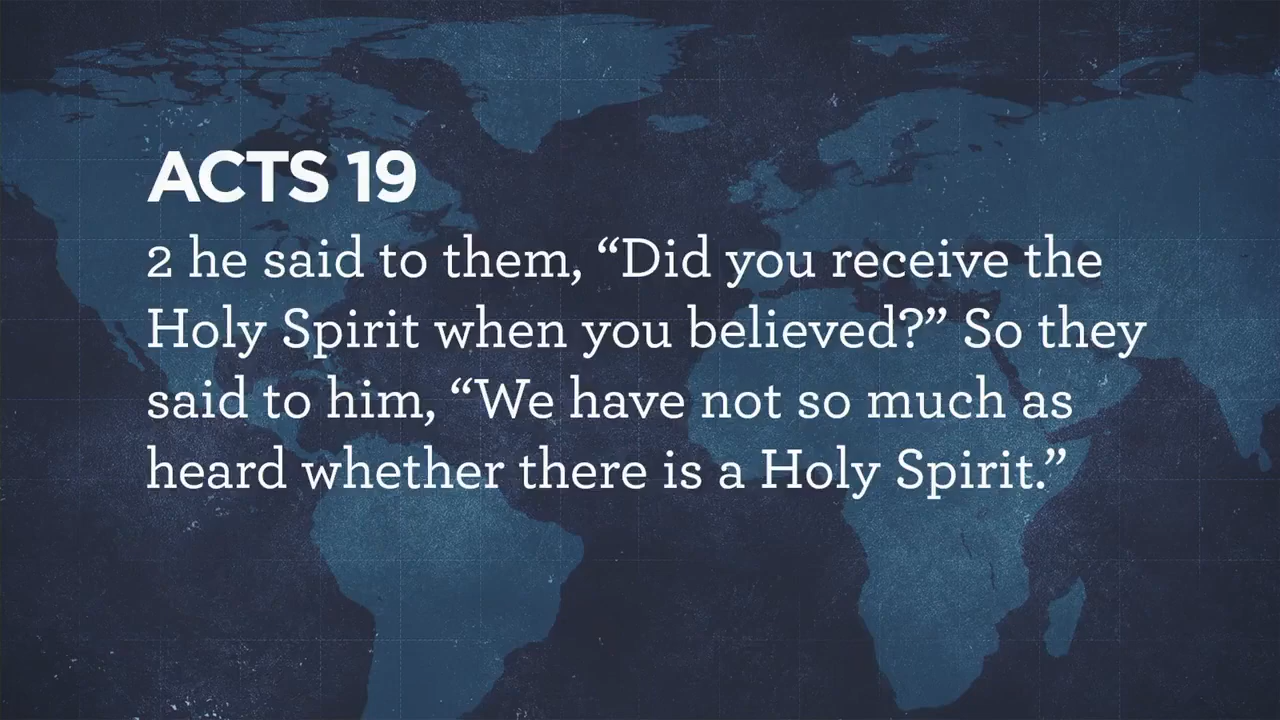 ACTS 19
2 he said to them, “Did you receive the
Holy Spirit when you believed?” So they
said to him, “We have not so much as
heard whether there is a Holy Spirit.”